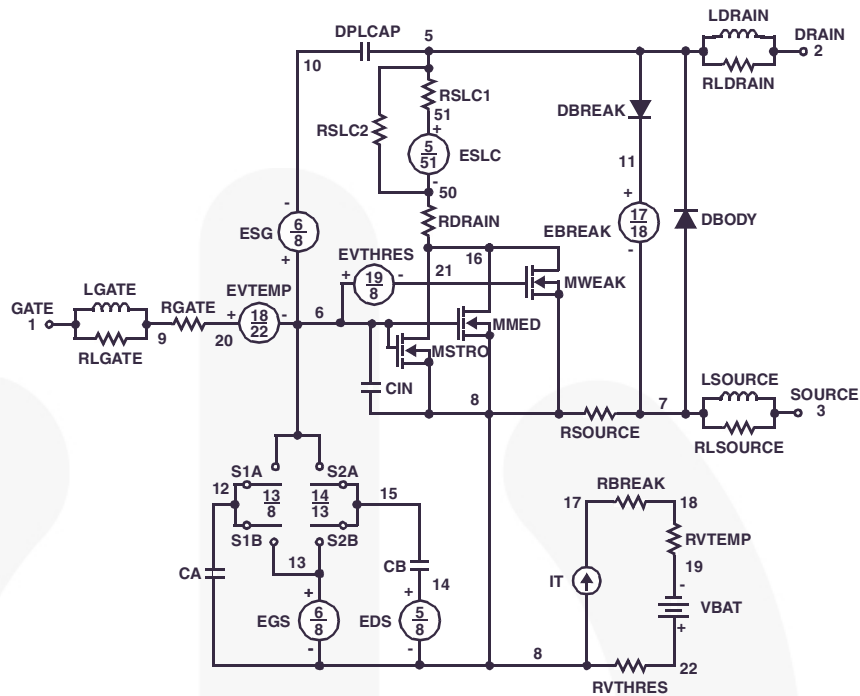 LDRAIN
DPLCAP 5 DRAIN
10 2
RLDRAIN
RSLC1
51
DBREAK
RSLC2
+
5
51
ESLC
11
-
50
-
+
RDRAIN
17
18
DBODY
ESG 6
8
EBREAK
+
EVTHRES
16
-
+ 19
8 - 21
MWEAK
LGATE
EVTEMP
GATE RGATE + 18
22 - 6
1
MMED
9 20
MSTRO
RLGATE
LSOURCE
CIN
8 7 SOURCE
3
RSOURCE
RLSOURCE
S1A S2A
12 13
8 14
13 15
RBREAK
17 18
S1B S2B
RVTEMP
13
CA CB
19
IT
14
-
+ +
VBAT
EGS 6
8 EDS 5
8
+
- -
8
22
RVTHRES